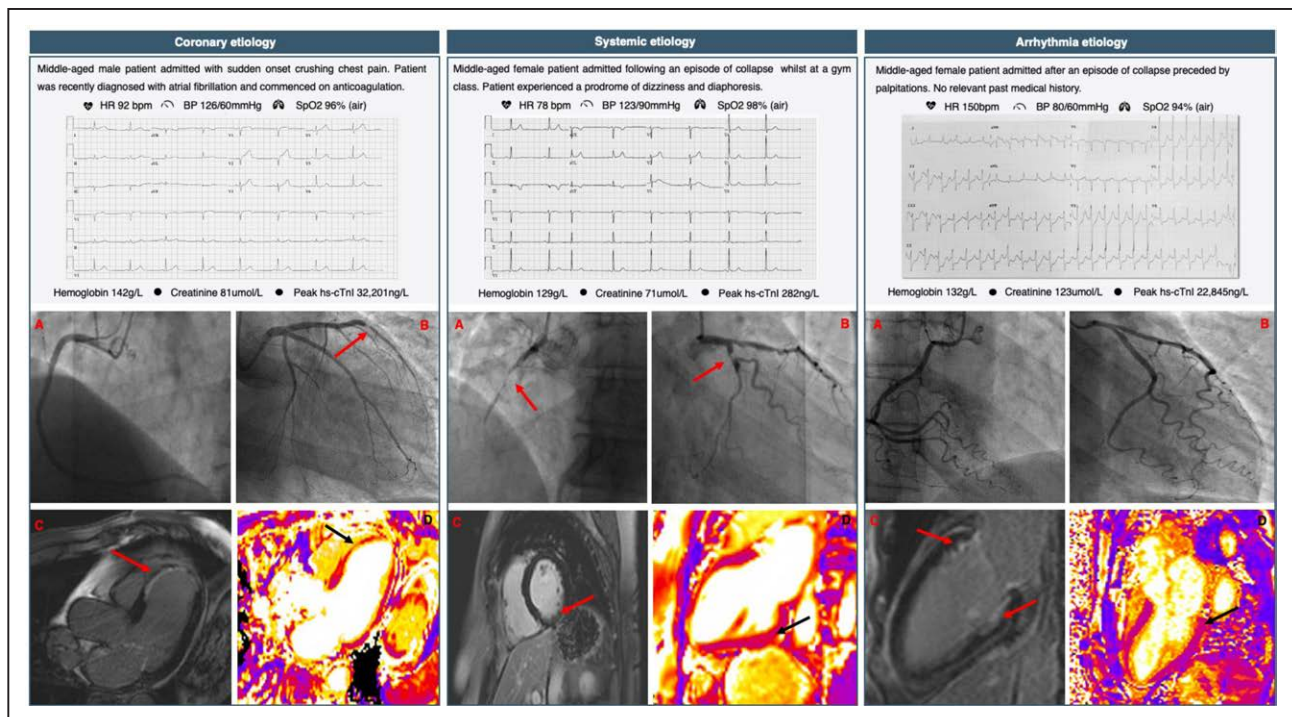 Coronary etiology
Middle-aged male patient admitted with sudden onset crushing chest pain. Patient
was recently diagnosed with atrial fibrillation and commenced on anticoagulation.
HR 92 bpm BP 126/60mmHg SpO2 96% (air)
Hemoglobin 142g/L ● Creatinine 81umol/L ● Peak hs-cTnI 32,201ng/L
A
B
C
D
Systemic etiology
Middle-aged female patient admitted following an episode of collapse whilst at a gym
class. Patient experienced a prodrome of dizziness and diaphoresis.
HR 78 bpm BP 123/90mmHg SpO2 98% (air)
Hemoglobin 129g/L ● Creatinine 71umol/L ● Peak hs-cTnI 282ng/L
A
B
C
D
Arrhythmia etiology
Middle-aged female patient admitted after an episode of collapse preceded by
palpitations. No relevant past medical history.
HR 150bpm BP 80/60mmHg SpO2 94% (air)
Hemoglobin 132g/L ● Creatinine 123umol/L ● Peak hs-cTnI 22,845ng/L
A
B
C
D